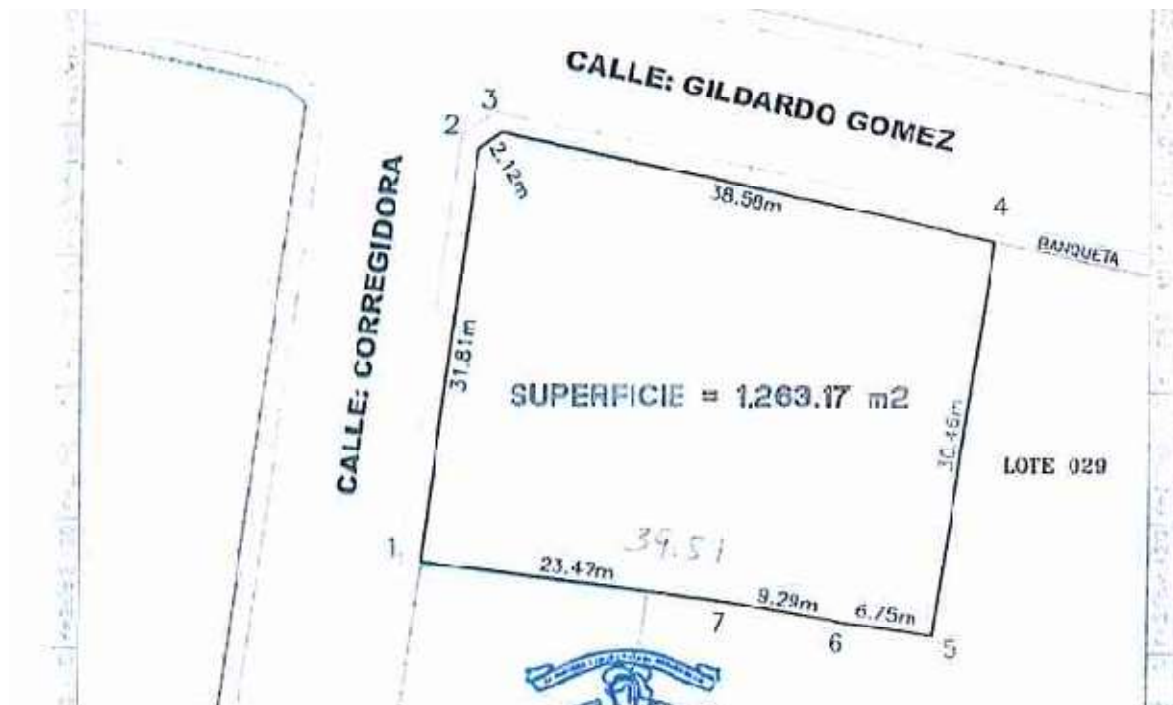 CALLE: GILDARDO GOMEZ
3
2
2.12m
38.58m
4
BANQUETA
CALLE: CORREGIDORA
31.81m
SUPERFICIE = 1,263.17 m2
30.46m
LOTE 029
1
39.51
23.47m
9.29m
6.75m
7
6
5